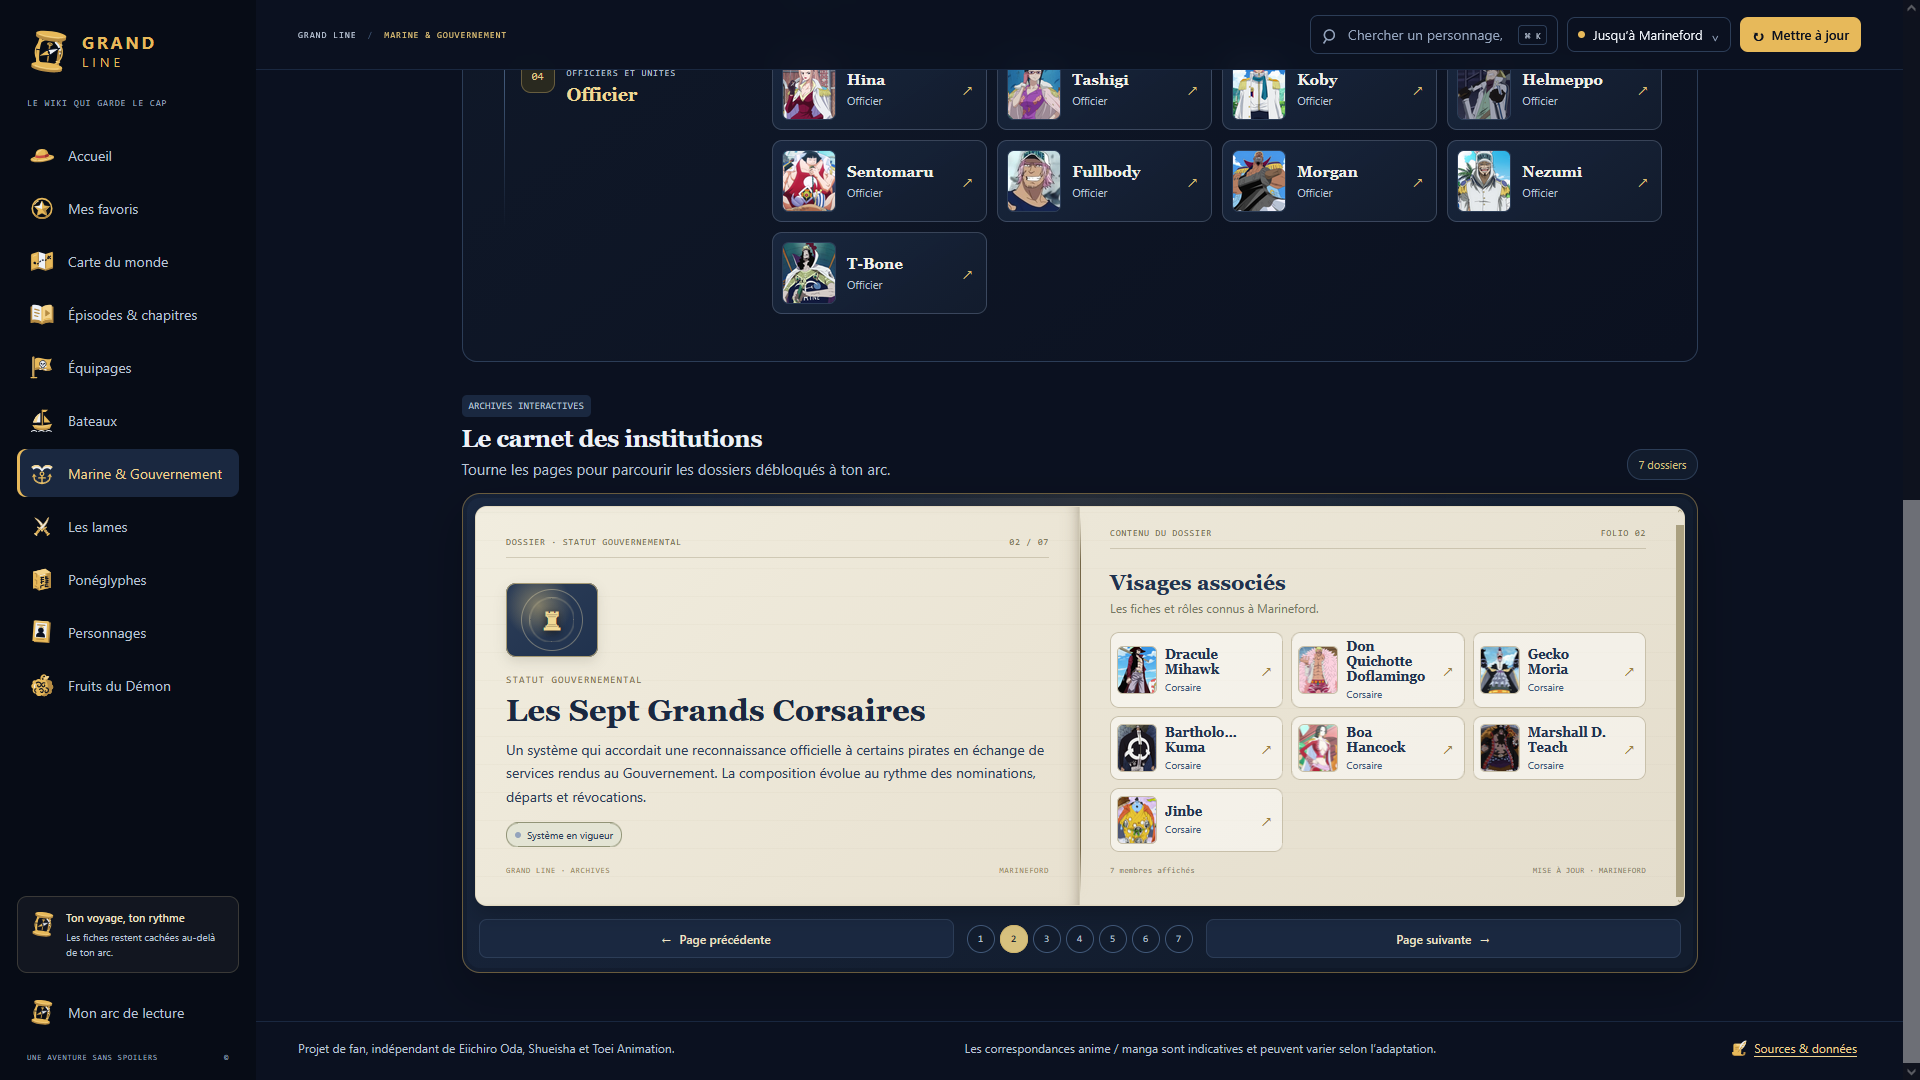 GRAND
LINE
LE WIKI QUI GARDE LE CAP
Accueil
Mes favoris
Carte du monde
Épisodes & chapitres
Équipages
Bateaux
Marine & Gouvernement
Les lames
Ponéglyphes
Personnages
Fruits du Démon
Ton voyage, ton rythme
Les fiches restent cachées au-delà
de ton arc.
Mon arc de lecture
UNE AVENTURE SANS SPOILERS ©
GRAND LINE / MARINE & GOUVERNEMENT
Chercher un personnage, ⌘ K
Jusqu'à Marineford
↻ Mettre à jour
04
OFFICIERS ET UNITÉS
Officier
Hina
Officier
↗
Tashigi
Officier
↗
Koby
Officier
↗
Helmeppo
Officier
↗
Sentomaru
Officier
↗
Fullbody
Officier
↗
Morgan
Officier
↗
Nezumi
Officier
↗
T-Bone
Officier
↗
ARCHIVES INTERACTIVES
Le carnet des institutions
Tourne les pages pour parcourir les dossiers débloqués à ton arc.
7 dossiers
DOSSIER · STATUT GOUVERNEMENTAL 02 / 07
STATUT GOUVERNEMENTAL
Les Sept Grands Corsaires
Un système qui accordait une reconnaissance officielle à certains pirates en échange de
services rendus au Gouvernement. La composition évolue au rythme des nominations,
départs et révocations.
Système en vigueur
GRAND LINE · ARCHIVES MARINEFORD
CONTENU DU DOSSIER FOLIO 02
Visages associés
Les fiches et rôles connus à Marineford.
Dracule
Mihawk
Corsaire
↗
Don
Quichotte
Doflamingo
Corsaire
↗
Gecko
Moria
Corsaire
↗
Bartholo...
Kuma
Corsaire
↗
Boa
Hancock
Corsaire
↗
Marshall D.
Teach
Corsaire
↗
Jinbe
Corsaire
↗
7 membres affichés MISE À JOUR · MARINEFORD
← Page précédente
1 2 3 4 5 6 7
Page suivante →
Projet de fan, indépendant de Eiichiro Oda, Shueisha et Toei Animation.
Les correspondances anime / manga sont indicatives et peuvent varier selon l'adaptation.
Sources & données